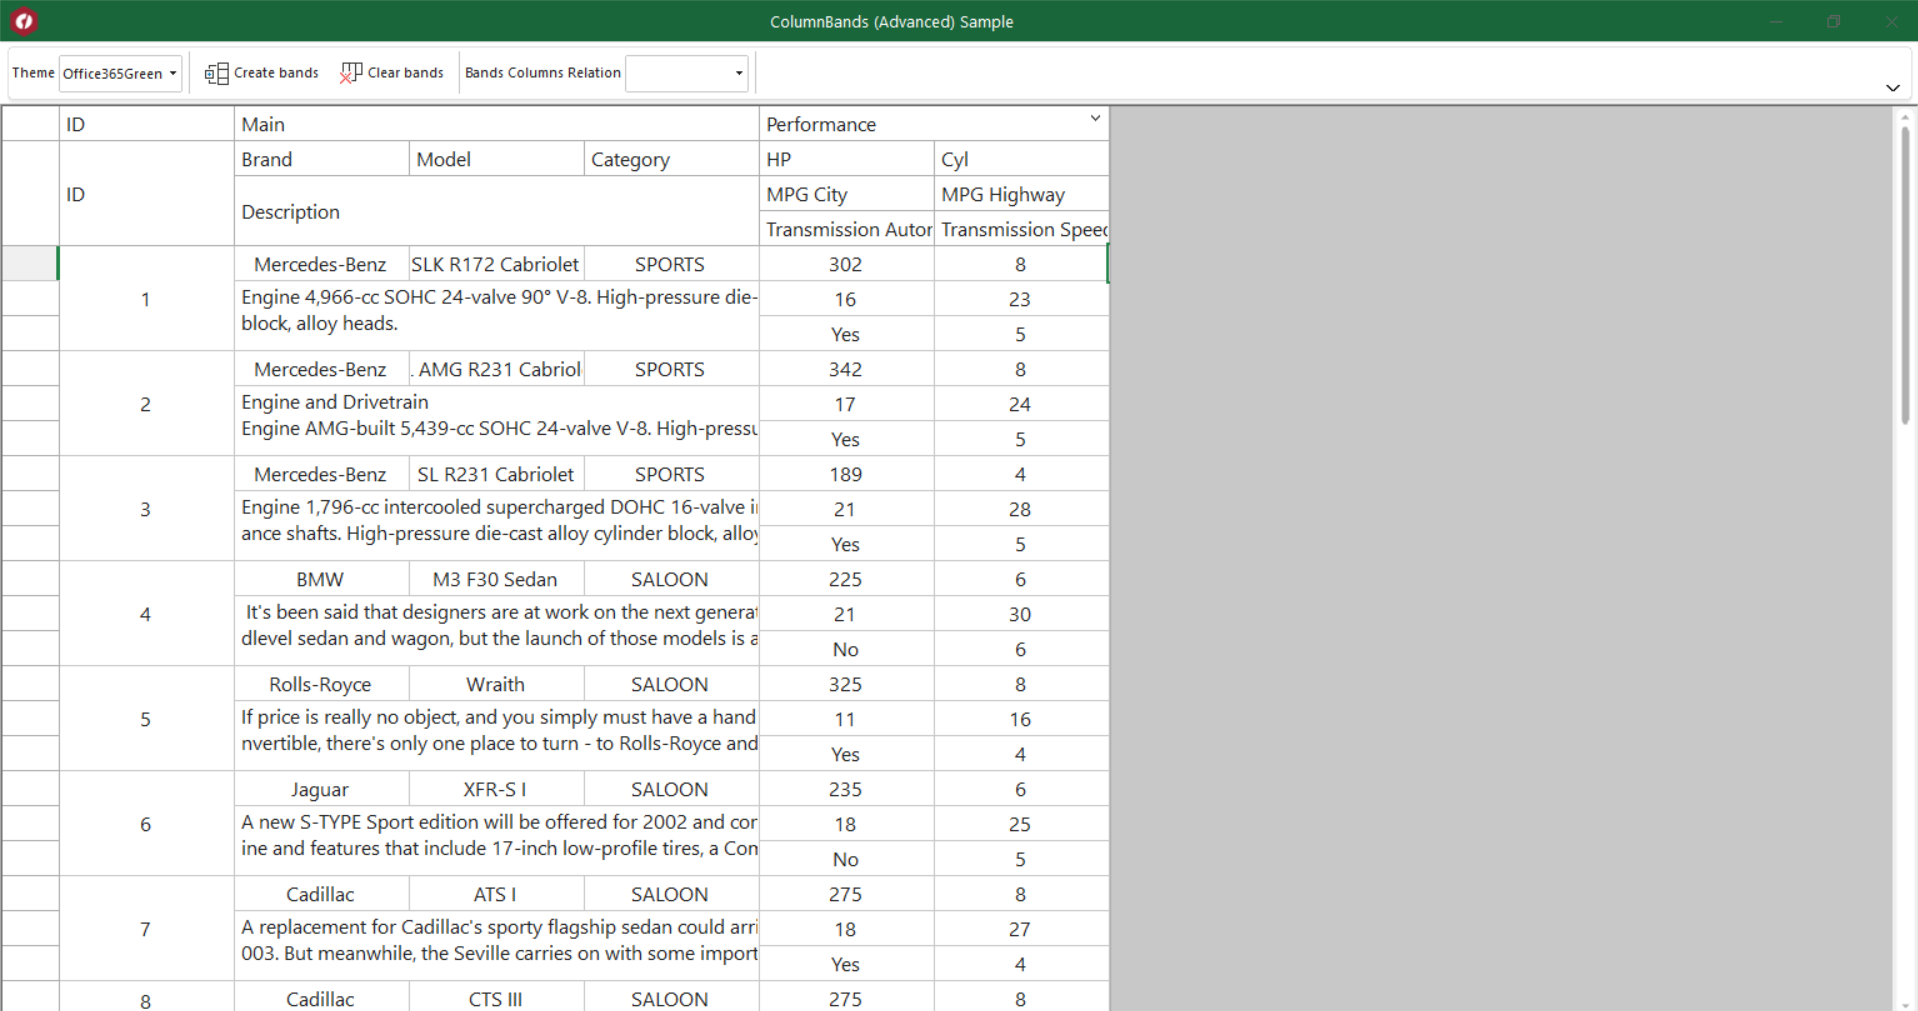 ColumnBands (Advanced) Sample
Theme Office365Green Create bands Clear bands Bands Columns Relation
ID Main Performance
Brand Model Category HP Cyl
ID Description MPG City MPG Highway
Transmission Autor Transmission Speec
Mercedes-Benz SLK R172 Cabriolet SPORTS 302 8
1 Engine 4,966-cc SOHC 24-valve 90° V-8. High-pressure die- 16 23
block, alloy heads. Yes 5
Mercedes-Benz . AMG R231 Cabriol SPORTS 342 8
2 Engine and Drivetrain 17 24
Engine AMG-built 5,439-cc SOHC 24-valve V-8. High-pressu Yes 5
Mercedes-Benz SL R231 Cabriolet SPORTS 189 4
3 Engine 1,796-cc intercooled supercharged DOHC 16-valve i 21 28
ance shafts. High-pressure die-cast alloy cylinder block, alloy Yes 5
BMW M3 F30 Sedan SALOON 225 6
4 It's been said that designers are at work on the next generat 21 30
dlevel sedan and wagon, but the launch of those models is a No 6
Rolls-Royce Wraith SALOON 325 8
5 If price is really no object, and you simply must have a hand 11 16
nvertible, there's only one place to turn - to Rolls-Royce and Yes 4
Jaguar XFR-S I SALOON 235 6
6 A new S-TYPE Sport edition will be offered for 2002 and cor 18 25
ine and features that include 17-inch low-profile tires, a Com No 5
Cadillac ATS I SALOON 275 8
7 A replacement for Cadillac's sporty flagship sedan could arri 18 27
003. But meanwhile, the Seville carries on with some import Yes 4
8 Cadillac CTS III SALOON 275 8